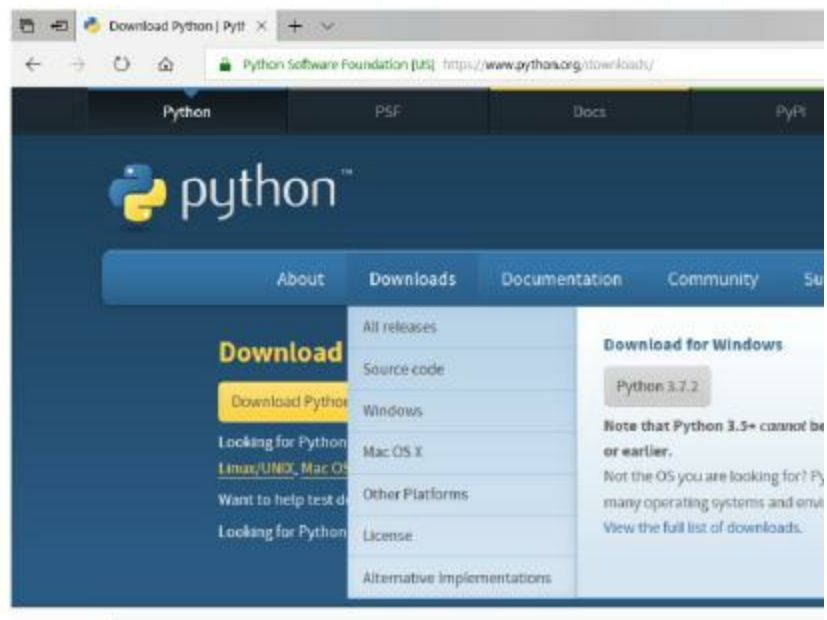 Download Python | Pyt
Python Software Foundation [US] https://www.python.org/downloads/
Python PSF Docs PyPI
python™
About Downloads Documentation Community Su
All releases
Source code
Windows
Mac OS X
Other Platforms
License
Alternative Implementations
Download for Windows
Python 3.7.2
Note that Python 3.5+ cannot be
or earlier.
Not the OS you are looking for? Py
many operating systems and envi
View the full list of downloads.
Download
Download Python
Looking for Python
Linux/UNIX, Mac OS
Want to help test d
Looking for Python